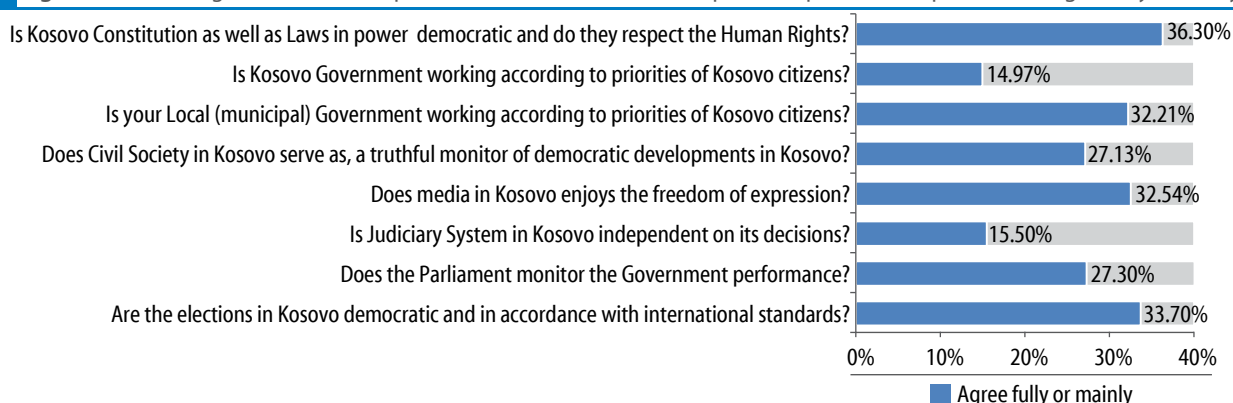 Is Kosovo Constitution as well as Laws in power democratic and do they respect the Human Rights? 36.30%
Is Kosovo Government working according to priorities of Kosovo citizens? 14.97%
Is your Local (municipal) Government working according to priorities of Kosovo citizens? 32.21%
Does Civil Society in Kosovo serve as, a truthful monitor of democratic developments in Kosovo? 27.13%
Does media in Kosovo enjoys the freedom of expression? 32.54%
Is Judiciary System in Kosovo independent on its decisions? 15.50%
Does the Parliament monitor the Government performance? 27.30%
Are the elections in Kosovo democratic and in accordance with international standards? 33.70%
0% 10% 20% 30% 40%
Agree fully or mainly